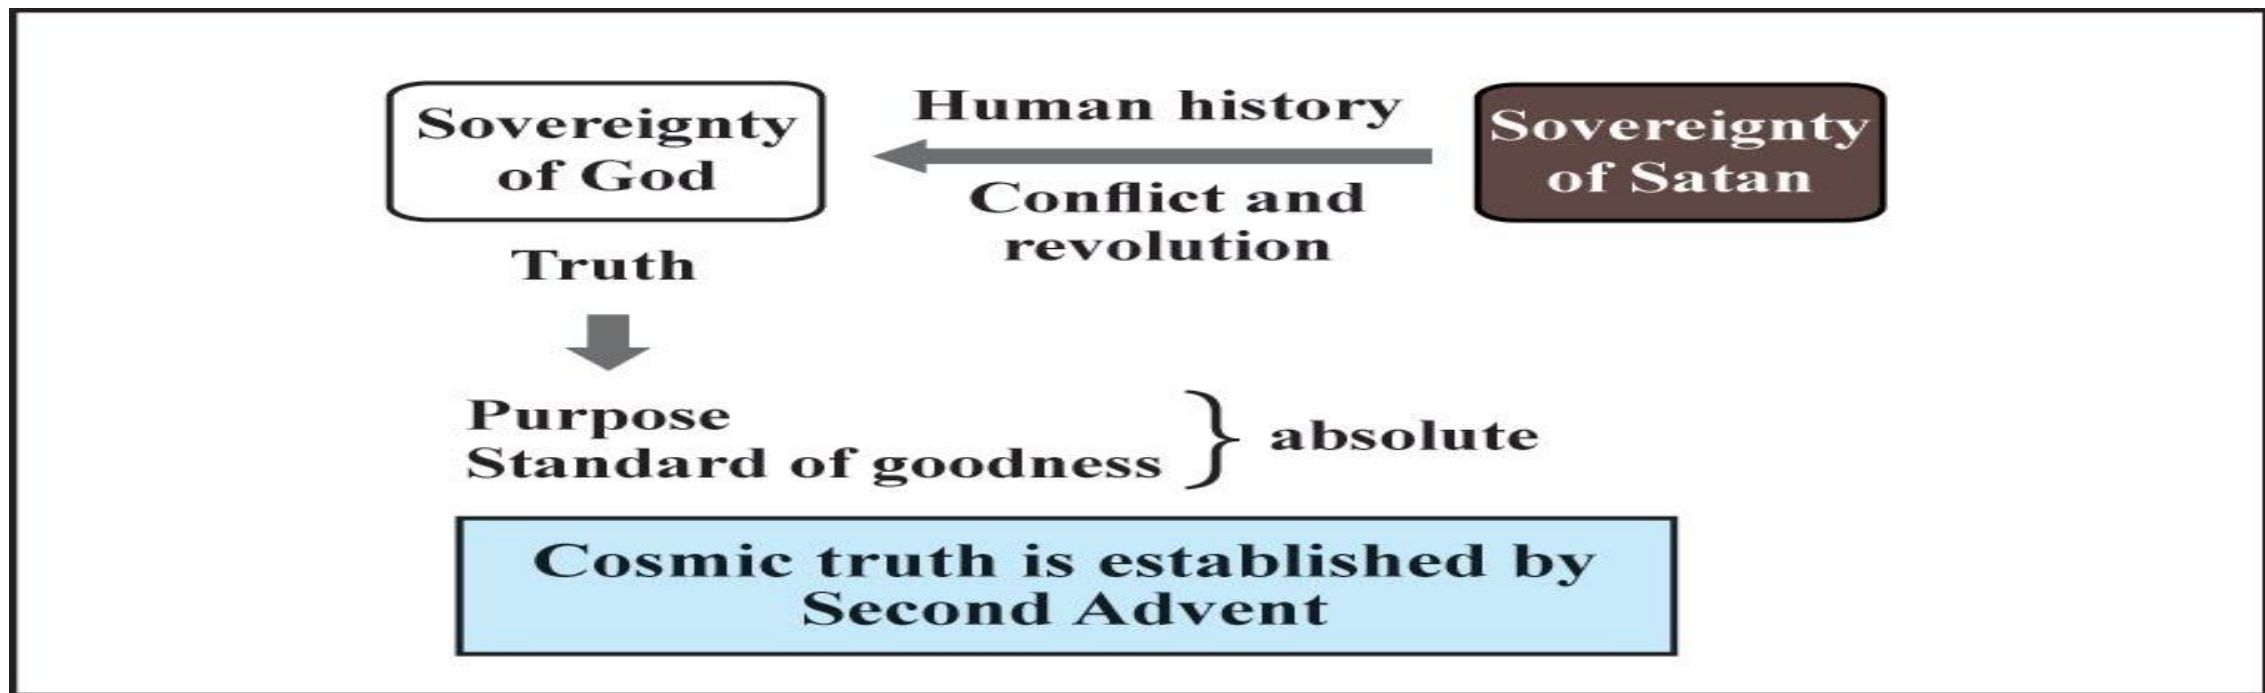 Sovereignty
of God
Human history
Conflict and
revolution
Sovereignty
of Satan
Truth
Purpose
Standard of goodness
absolute
Cosmic truth is established by
Second Advent